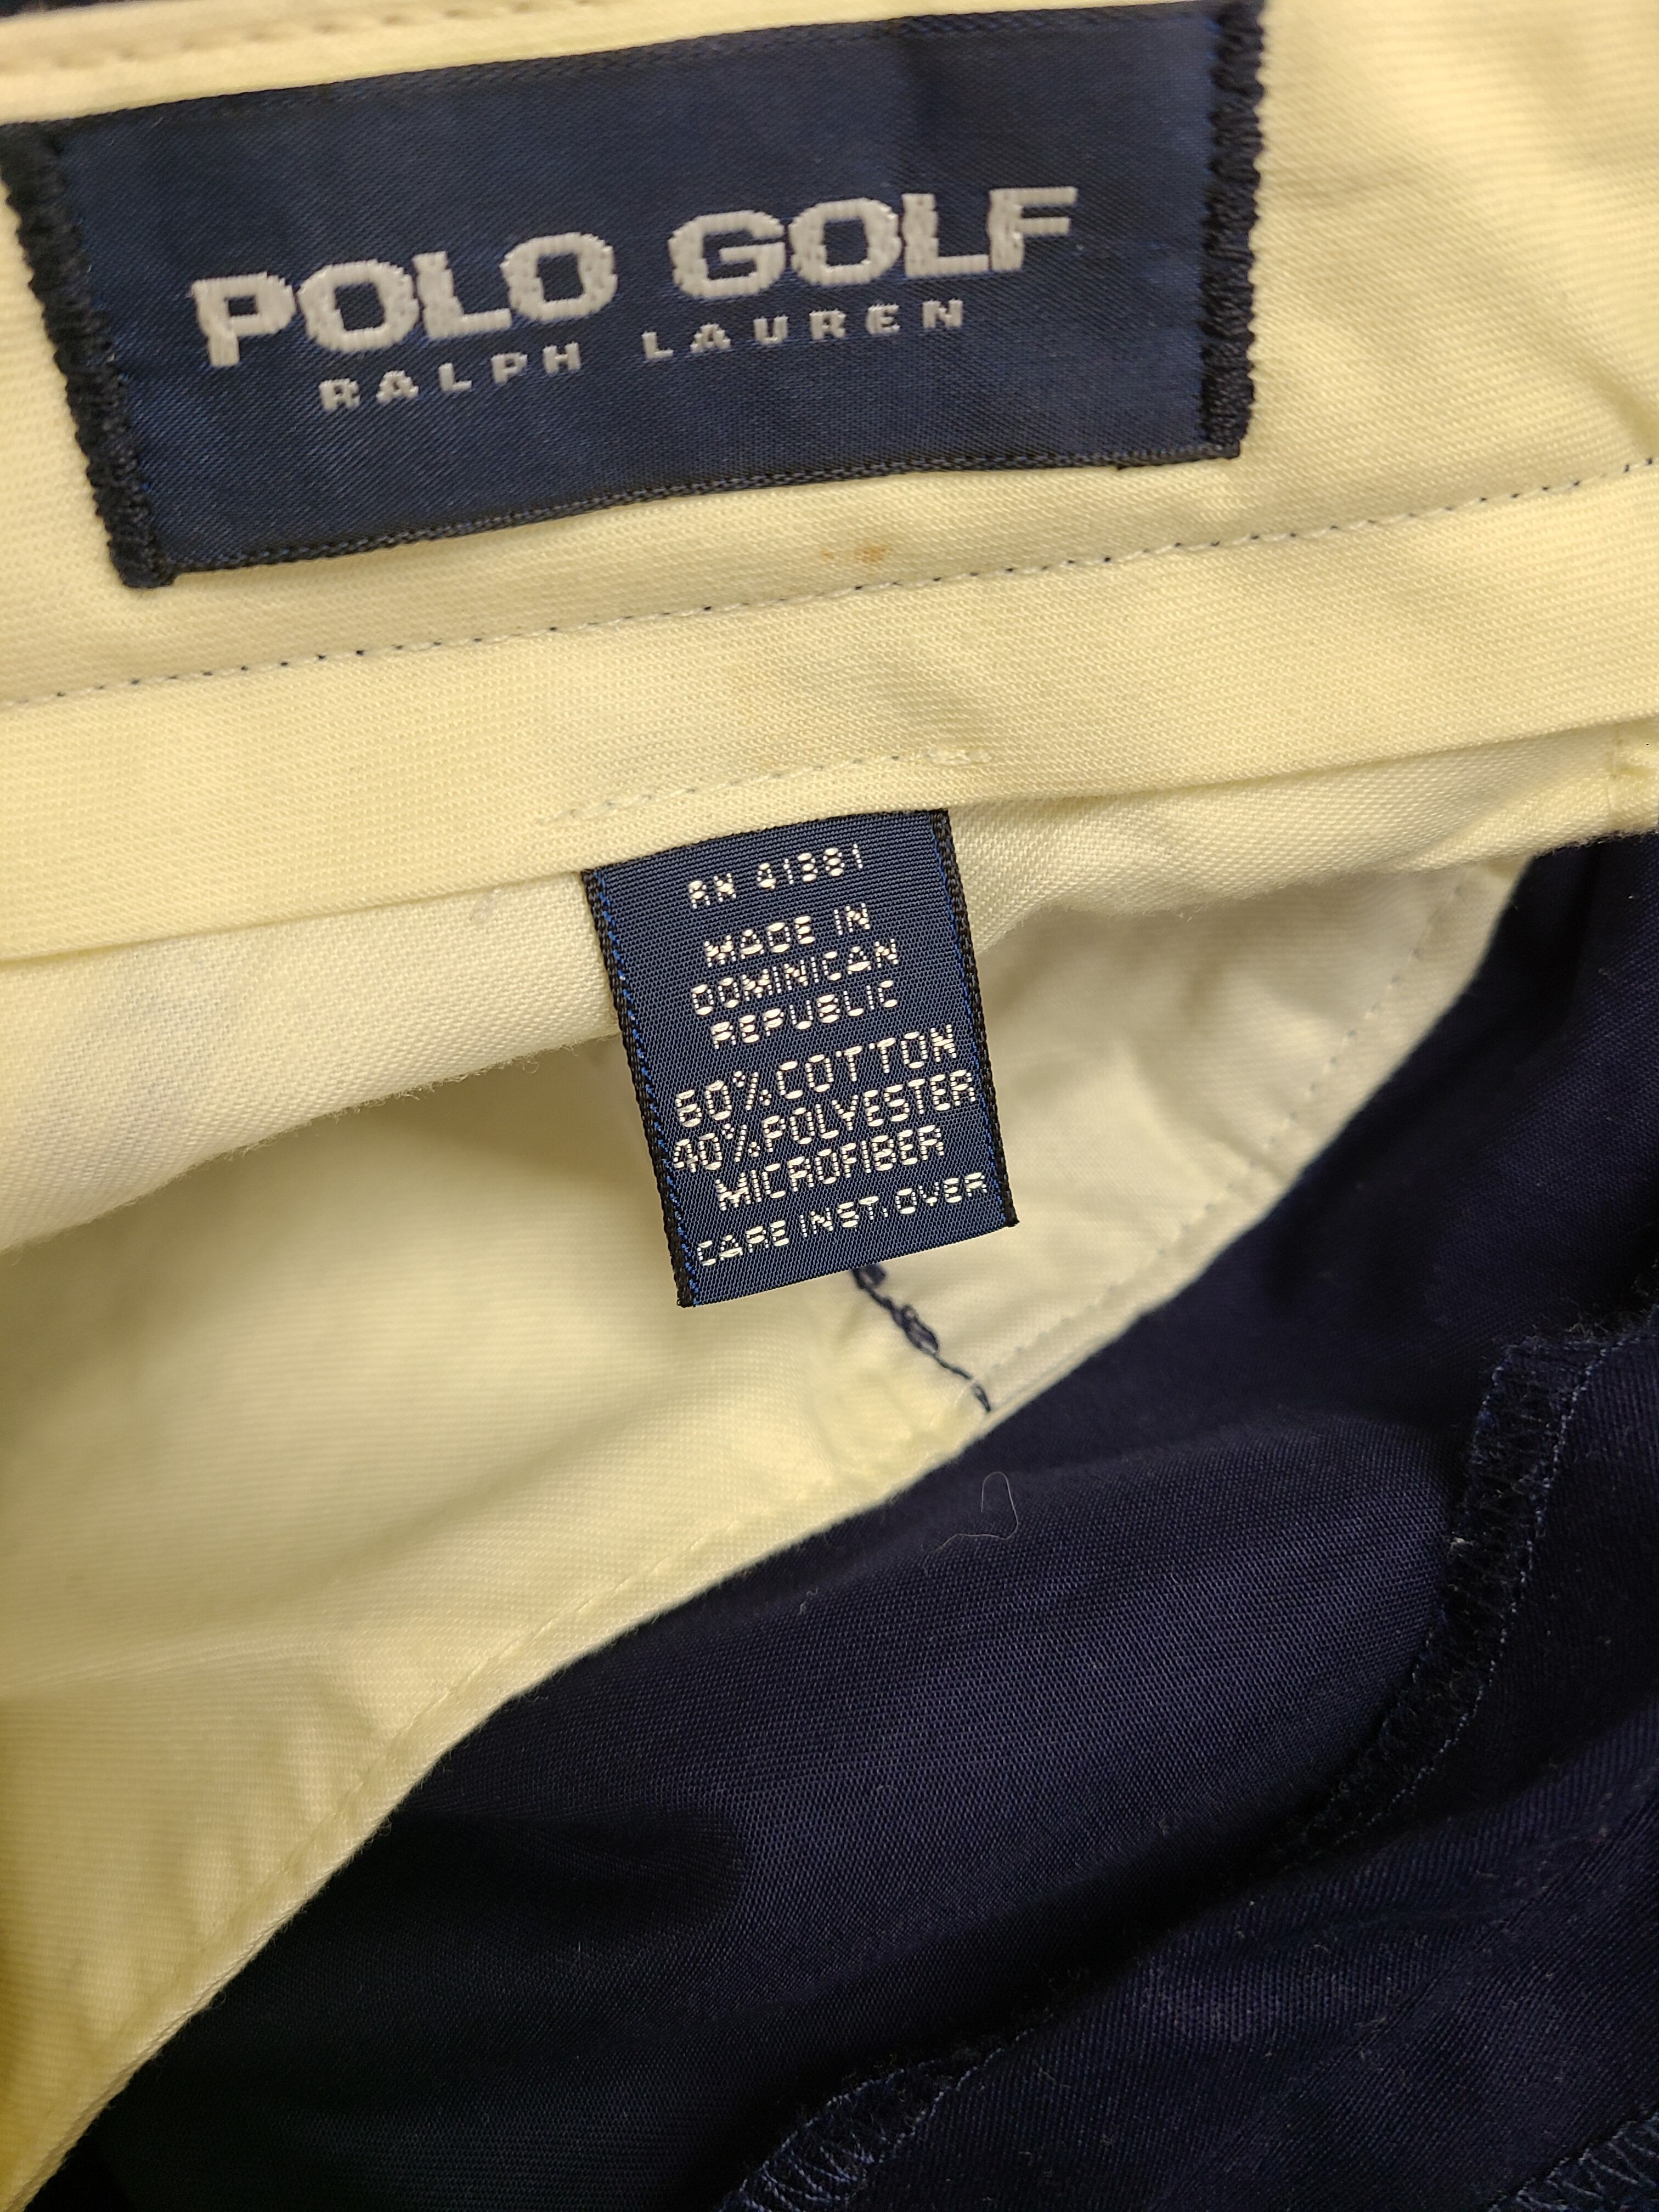 POLO GOLF
RALPH LAUREN
RN 41381
MADE IN
DOMINICAN
REPUBLIC
60% COTTON
40% POLYESTER
MICROFIBER
CARE INST. OVER